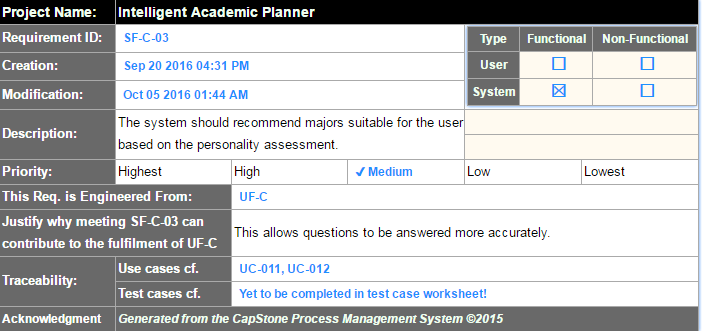 Project Name: Intelligent Academic Planner
Requirement ID: SF-C-03
Type Functional Non-Functional
Creation: Sep 20 2016 04:31 PM
User
Modification: Oct 05 2016 01:44 AM
System
Description: The system should recommend majors suitable for the user
based on the personality assessment.
Priority: Highest High ✓Medium Low Lowest
This Req. is Engineered From: UF-C
Justify why meeting SF-C-03 can
contribute to the fulfilment of UF-C
This allows questions to be answered more accurately.
Traceability:
Use cases cf. UC-011, UC-012
Test cases cf. Yet to be completed in test case worksheet!
Acknowledgment Generated from the CapStone Process Management System ©2015